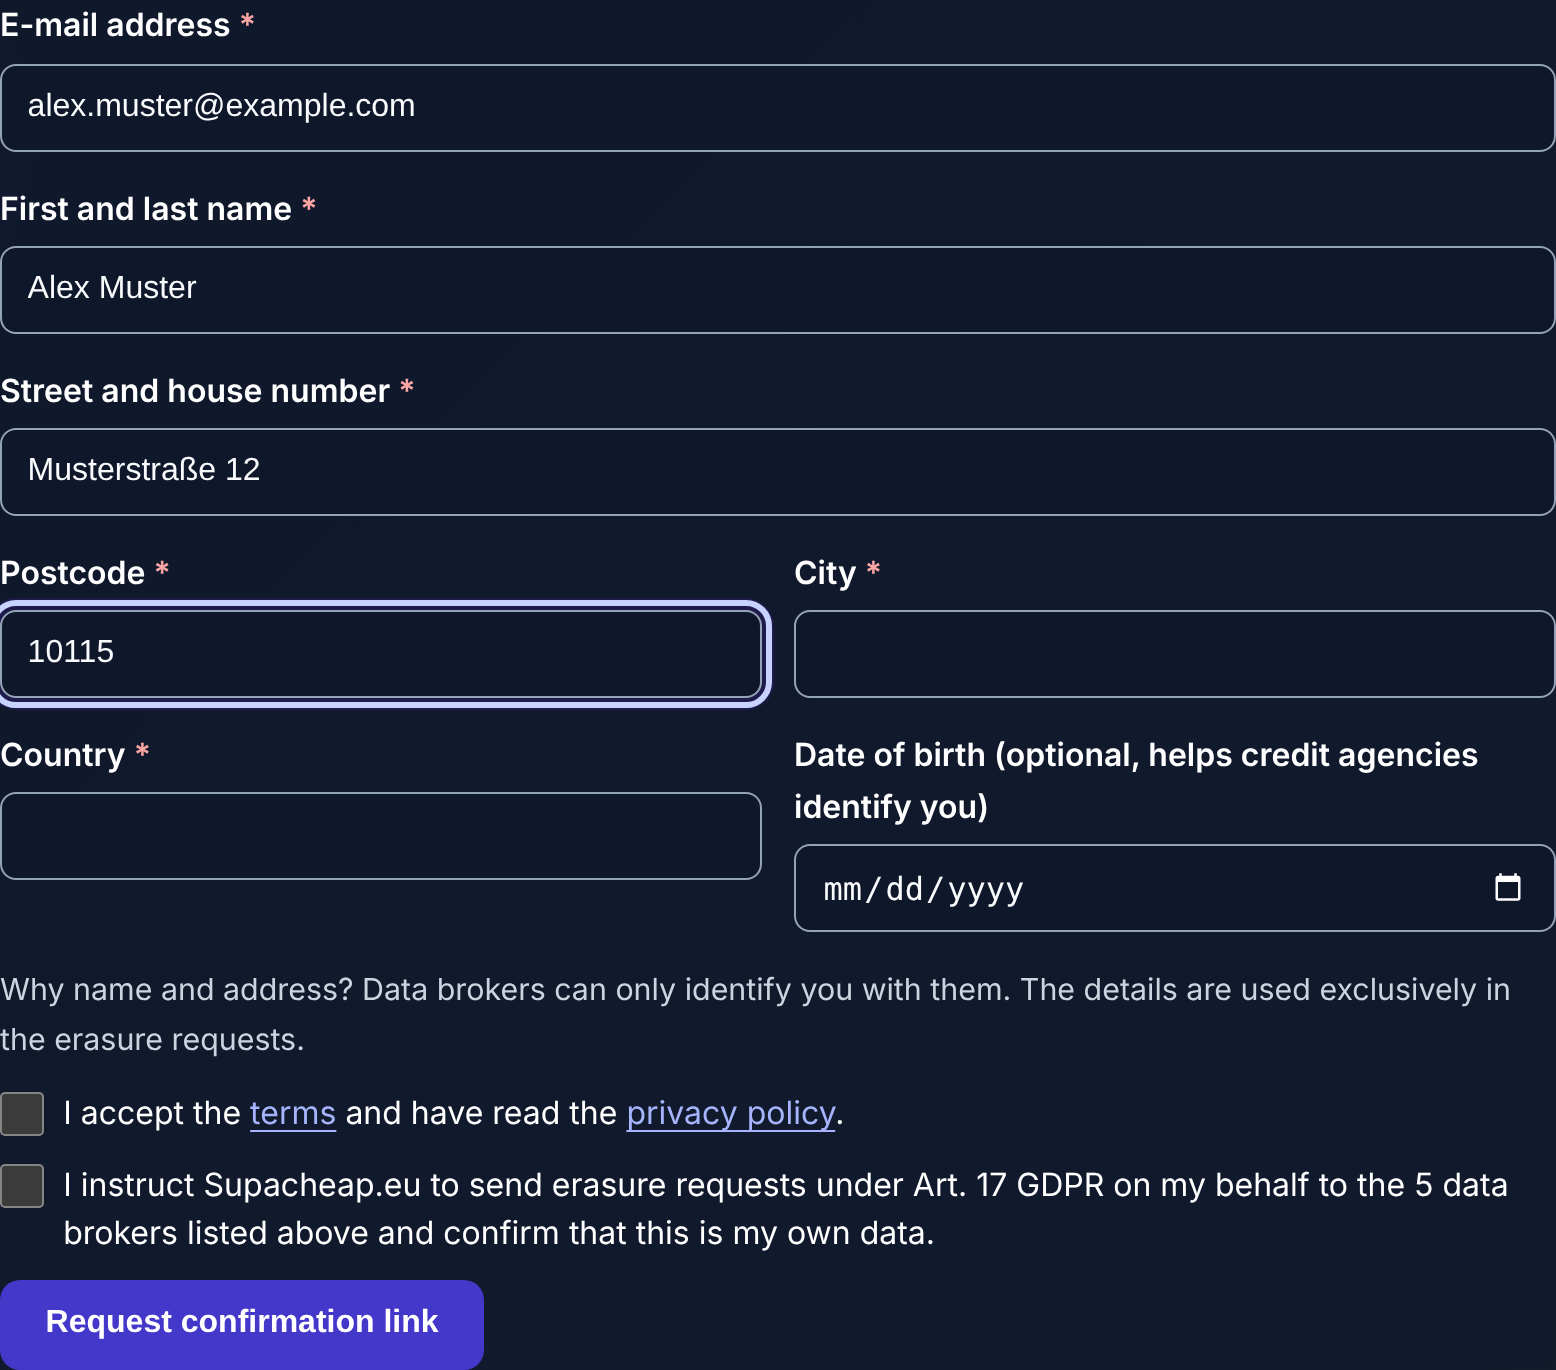 E-mail address *
alex.muster@example.com
First and last name *
Alex Muster
Street and house number *
Musterstraße 12
Postcode *
City *
10115
Country *
Date of birth (optional, helps credit agencies
identify you)
mm/dd/yyyy
Why name and address? Data brokers can only identify you with them. The details are used exclusively in
the erasure requests.
I accept the terms and have read the privacy policy.
I instruct Supacheap.eu to send erasure requests under Art. 17 GDPR on my behalf to the 5 data
brokers listed above and confirm that this is my own data.
Request confirmation link